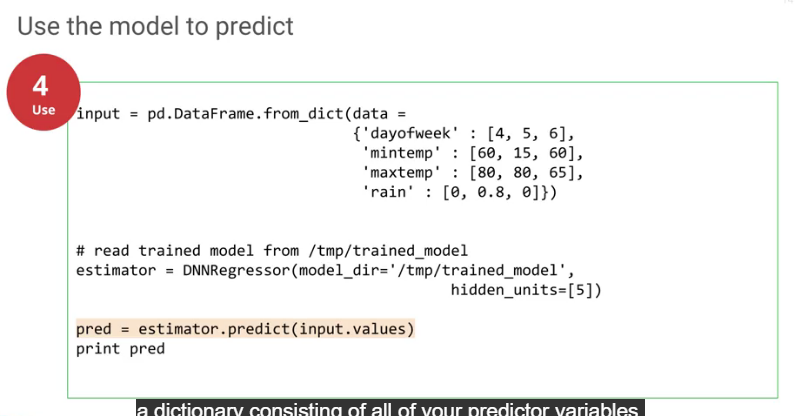 Use the model to predict
4
Use
input = pd.DataFrame.from_dict(data =
{'dayofweek' : [4, 5, 6],
'mintemp' : [60, 15, 60],
'maxtemp' : [80, 80, 65],
'rain' : [0, 0.8, 0]})
# read trained model from /tmp/trained_model
estimator = DNNRegressor(model_dir='/tmp/trained_model',
hidden_units=[5])
pred = estimator.predict(input.values)
print pred
a dictionary consisting of all of your predictor variables